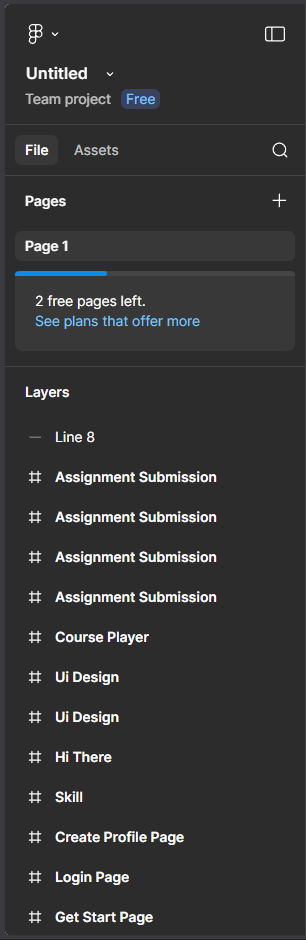 Untitled
Team project Free
File Assets
Pages
Page 1
2 free pages left.
See plans that offer more
Layers
Line 8
Assignment Submission
Assignment Submission
Assignment Submission
Assignment Submission
Course Player
Ui Design
Ui Design
Hi There
Skill
Create Profile Page
Login Page
Get Start Page